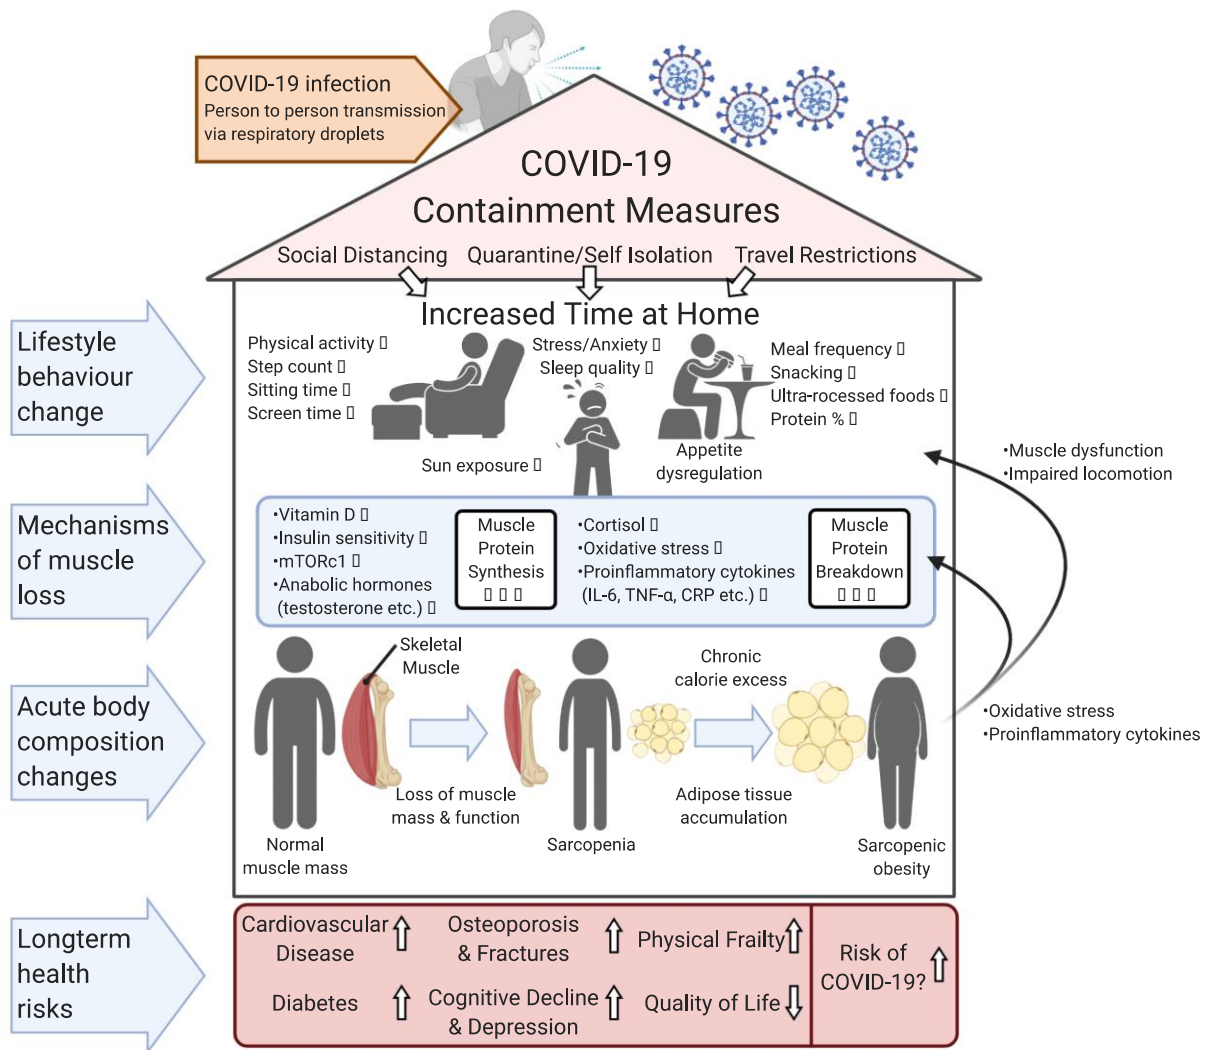 COVID-19 infection
Person to person transmission
via respiratory droplets
COVID-19
Containment Measures
Social Distancing
Quarantine/Self Isolation
Travel Restrictions
Increased Time at Home
Lifestyle
behaviour
change
Physical activity ▯
Step count ▯
Sitting time ▯
Screen time ▯
Stress/Anxiety ▯
Sleep quality ▯
Meal frequency ▯
Snacking ▯
Ultra-rocessed foods ▯
Protein % ▯
Sun exposure ▯
Appetite
dysregulation
•Muscle dysfunction
•Impaired locomotion
Mechanisms
of muscle
loss
•Vitamin D ▯
•Insulin sensitivity ▯
•mTORc1 ▯
•Anabolic hormones
(testosterone etc.) ▯
Muscle
Protein
Synthesis
▯ ▯ ▯
•Cortisol ▯
•Oxidative stress ▯
•Proinflammatory cytokines
(IL-6, TNF-α, CRP etc.) ▯
Muscle
Protein
Breakdown
▯ ▯ ▯
Acute body
composition
changes
Skeletal
Muscle
Chronic
calorie excess
•Oxidative stress
•Proinflammatory cytokines
Loss of muscle
mass & function
Adipose tissue
accumulation
Normal
muscle mass
Sarcopenia
Sarcopenic
obesity
Longterm
health
risks
Cardiovascular
Disease
Osteoporosis
& Fractures
Physical Frailty
Diabetes
Cognitive Decline
& Depression
Quality of Life
Risk of
COVID-19?